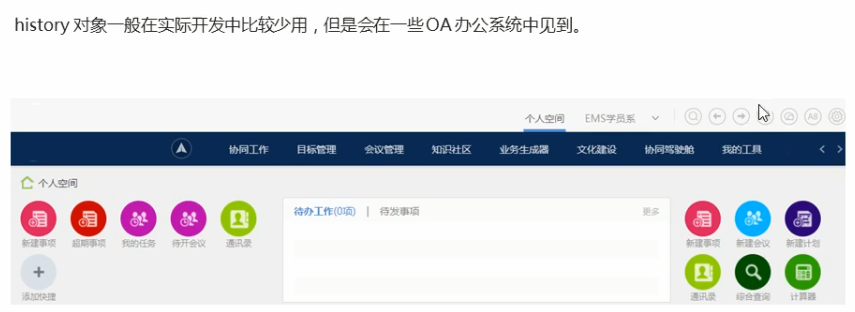 history 对象一般在实际开发中比较少用，但是会在一些 OA 办公系统中见到。
个人空间 EMS学员系
协同工作 目标管理 会议管理 知识社区 业务生成器 文化建设 协同驾驶舱 我的工具
个人空间
待办工作(0项) | 待发事项 更多
新建事项 超期事项 我的任务 待开会议 通讯录 新建事项 新建会议 新建计划
添加快捷 通讯录 综合查询 计算器